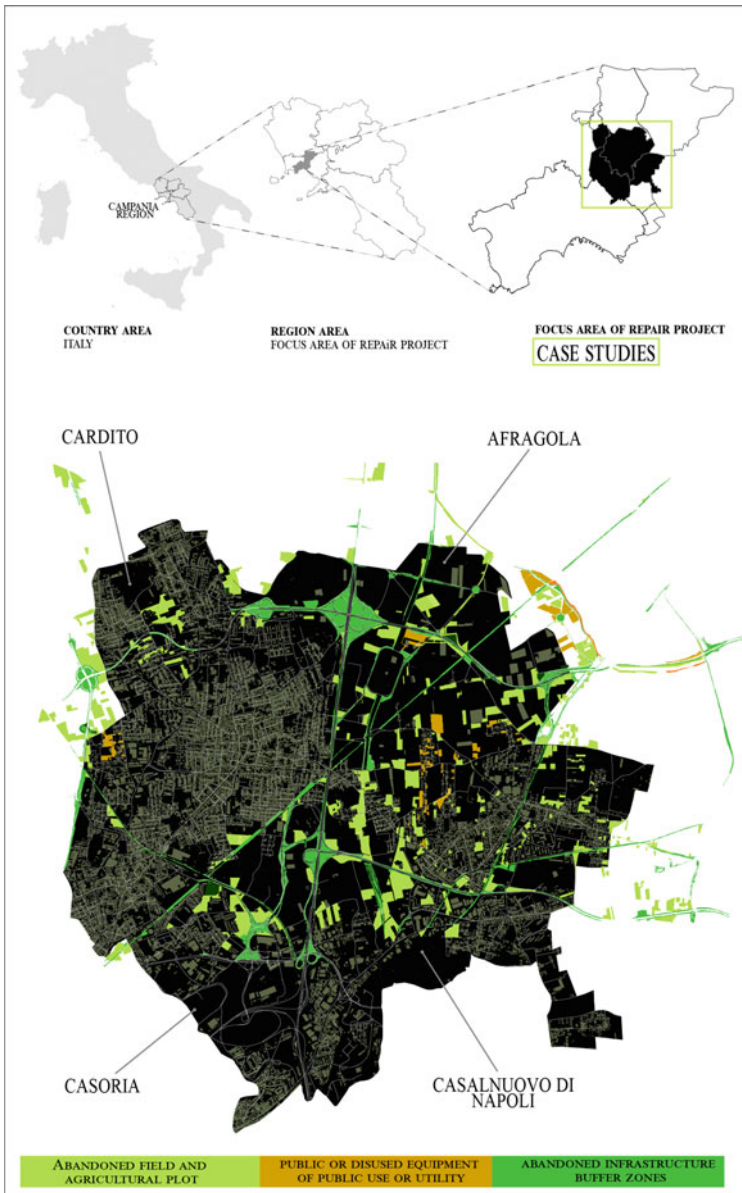 CAMPANIA
REGION
COUNTRY AREA
ITALY
REGION AREA
FOCUS AREA OF REPAiR PROJECT
FOCUS AREA OF REPAIR PROJECT
CASE STUDIES
CARDITO
AFRAGOLA
CASORIA
CASALNUOVO DI
NAPOLI
ABANDONED FIELD AND
AGRICULTURAL PLOT
PUBLIC OR DISUSED EQUIPMENT
OF PUBLIC USE OR UTILITY
ABANDONED INFRASTRUCTURE
BUFFER ZONES